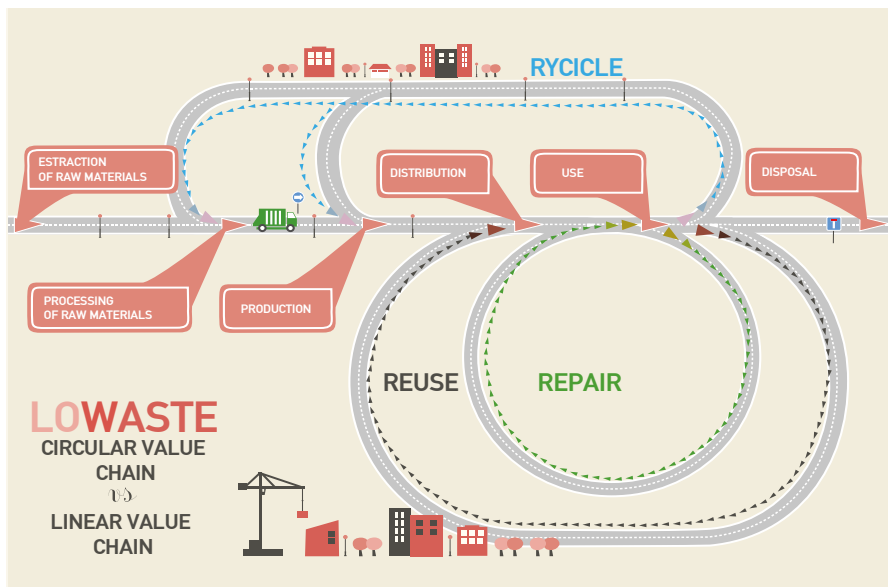 RYCICLE
ESTRACTION
OF RAW MATERIALS
DISTRIBUTION
USE
DISPOSAL
PROCESSING
OF RAW MATERIALS
PRODUCTION
REUSE
REPAIR
LOWASTE
CIRCULAR VALUE
CHAIN
vs
LINEAR VALUE
CHAIN